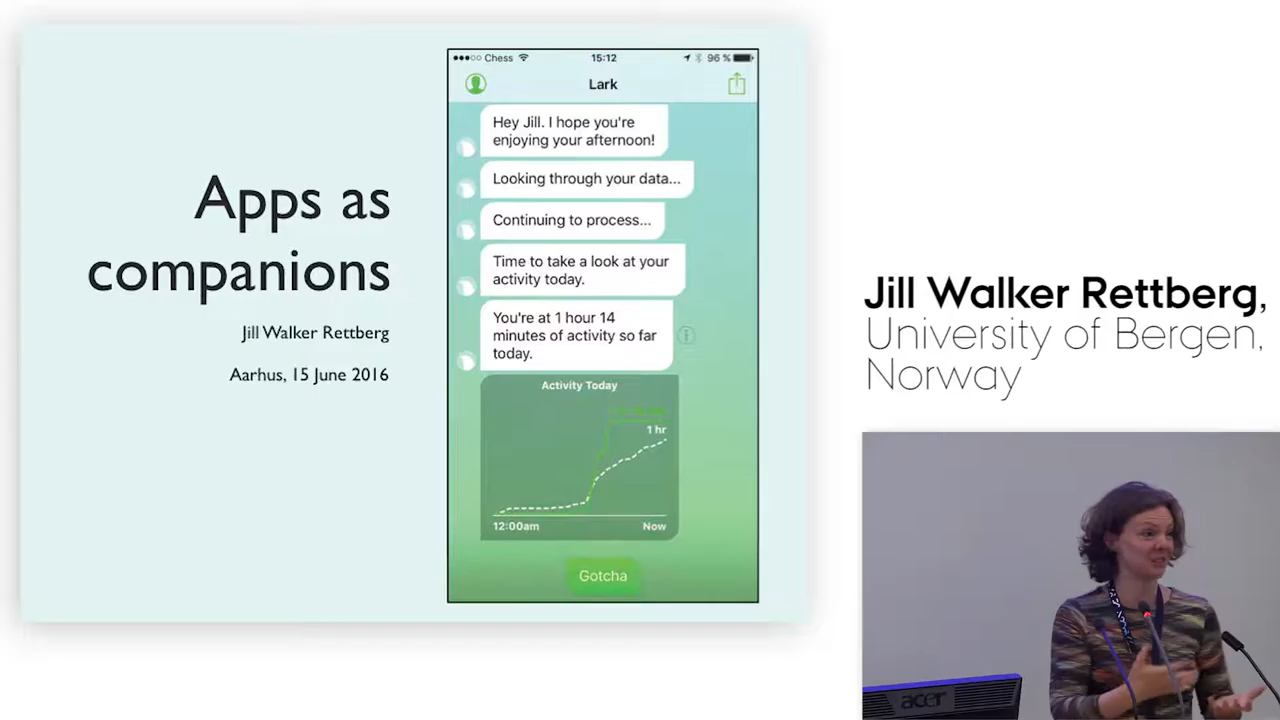 Apps as
companions
Jill Walker Rettberg
Aarhus, 15 June 2016
Chess 15:12 96 %
Lark
Hey Jill. I hope you're
enjoying your afternoon!
Looking through your data...
Continuing to process...
Time to take a look at your
activity today.
You're at 1 hour 14
minutes of activity so far
today.
Activity Today
1 hr
12:00am Now
Gotcha
Jill Walker Rettberg,
University of Bergen,
Norway
acer